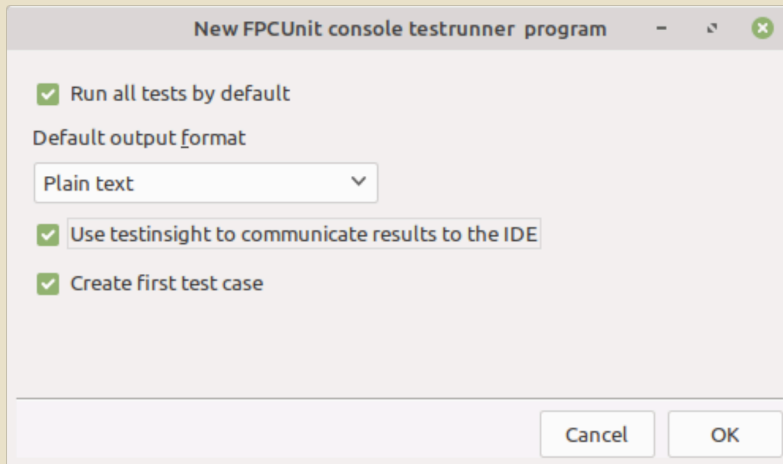 New FPCUnit console testrunner program
Run all tests by default
Default output format
Plain text
Use testinsight to communicate results to the IDE
Create first test case
Cancel OK